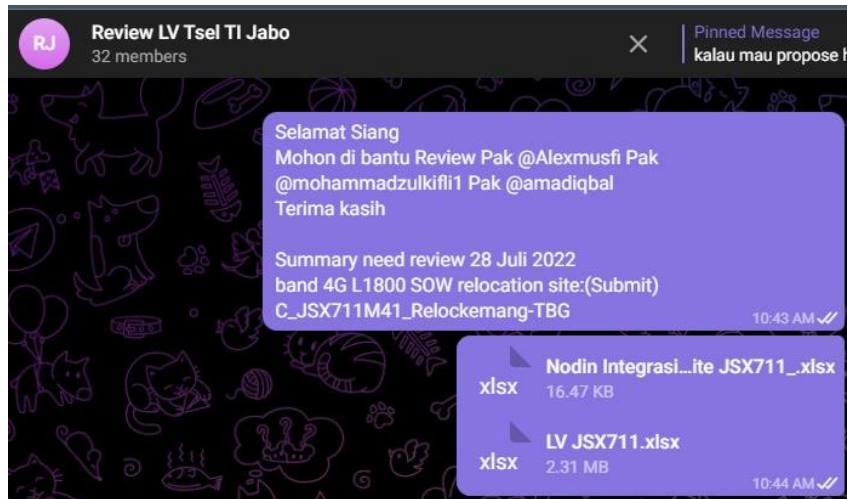 RJ
Review LV Tsel TI Jabo
32 members
Pinned Message
kalau mau propose h
Selamat Siang
Mohon di bantu Review Pak @Alexmusfi Pak
@mohammadzulkifli1 Pak @amadiqbal
Terima kasih
Summary need review 28 Juli 2022
band 4G L1800 SOW relocation site:(Submit)
C_JSX711M41_Relockemang-TBG
10:43 AM
xlsx
Nodin Integrasi...ite JSX711_.xlsx
16.47 KB
xlsx
LV JSX711.xlsx
2.31 MB
10:44 AM